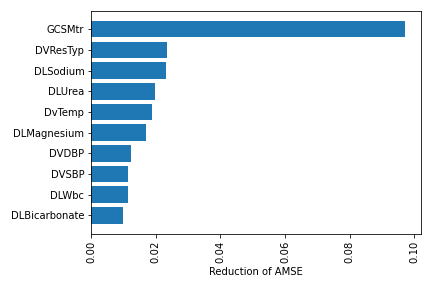 GCSMtr
DVResTyp
DLSodium
DLUrea
DvTemp
DLMagnesium
DVDBP
DVSBP
DLWbc
DLBicarbonate
0.00 0.02 0.04 0.06 0.08 0.10
Reduction of AMSE